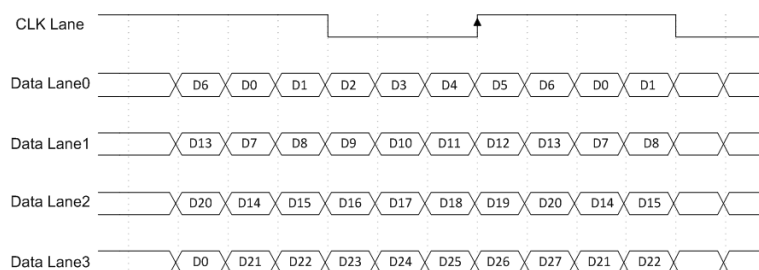 CLK Lane
Data Lane0 D6 D0 D1 D2 D3 D4 D5 D6 D0 D1
Data Lane1 D13 D7 D8 D9 D10 D11 D12 D13 D7 D8
Data Lane2 D20 D14 D15 D16 D17 D18 D19 D20 D14 D15
Data Lane3 D0 D21 D22 D23 D24 D25 D26 D27 D21 D22